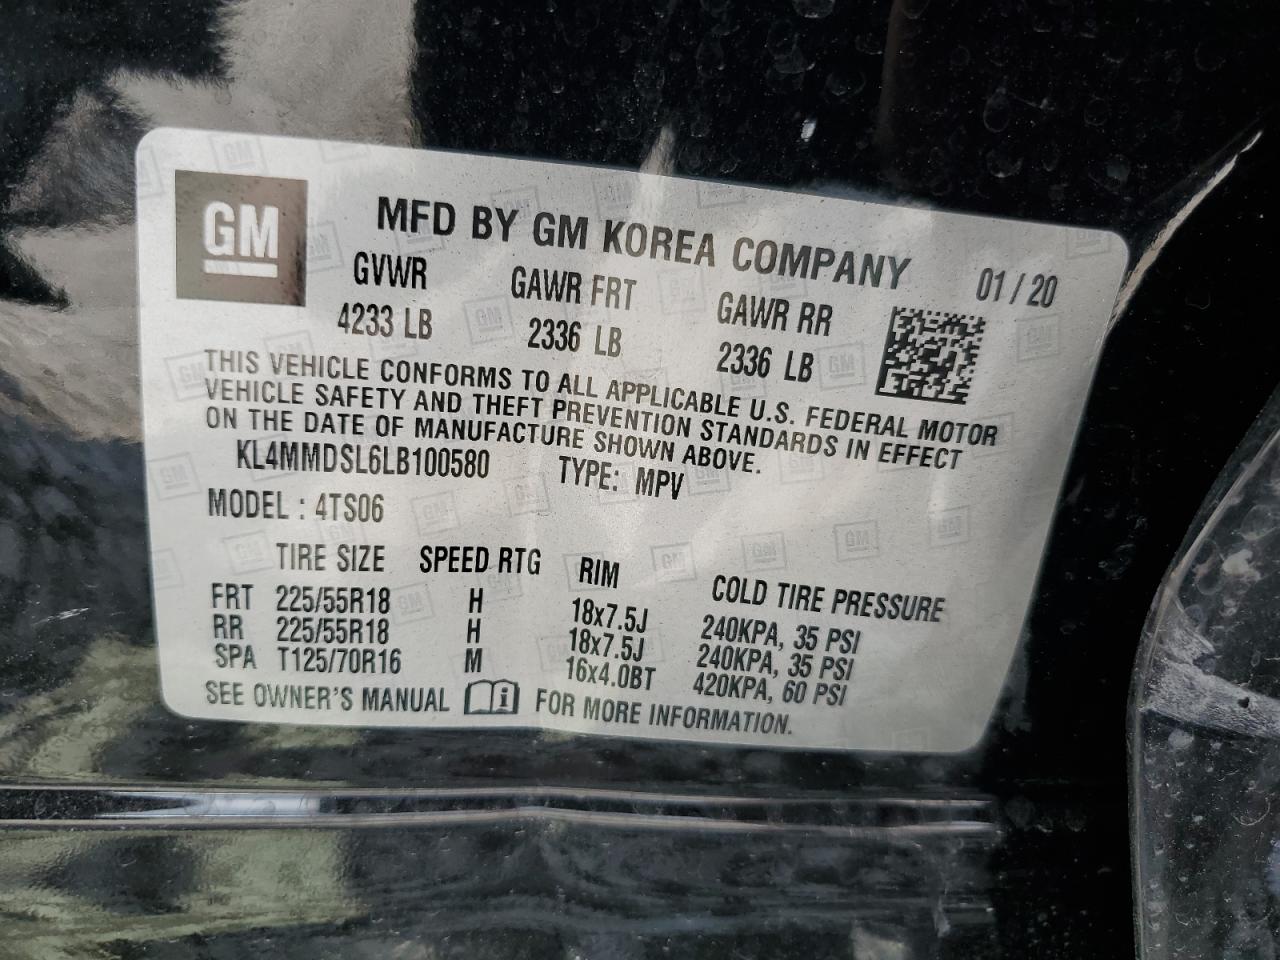 GM
MFD BY GM KOREA COMPANY 01 / 20
GVWR GAWR FRT GAWR RR
4233 LB 2336 LB 2336 LB
THIS VEHICLE CONFORMS TO ALL APPLICABLE U.S. FEDERAL MOTOR
VEHICLE SAFETY AND THEFT PREVENTION STANDARDS IN EFFECT
ON THE DATE OF MANUFACTURE SHOWN ABOVE.
KL4MMDSL6LB100580 TYPE: MPV
MODEL : 4TS06
TIRE SIZE SPEED RTG RIM COLD TIRE PRESSURE
FRT 225/55R18 H 18x7.5J 240KPA, 35 PSI
RR 225/55R18 H 18x7.5J 240KPA, 35 PSI
SPA T125/70R16 M 16x4.0BT 420KPA, 60 PSI
SEE OWNER'S MANUAL i FOR MORE INFORMATION.